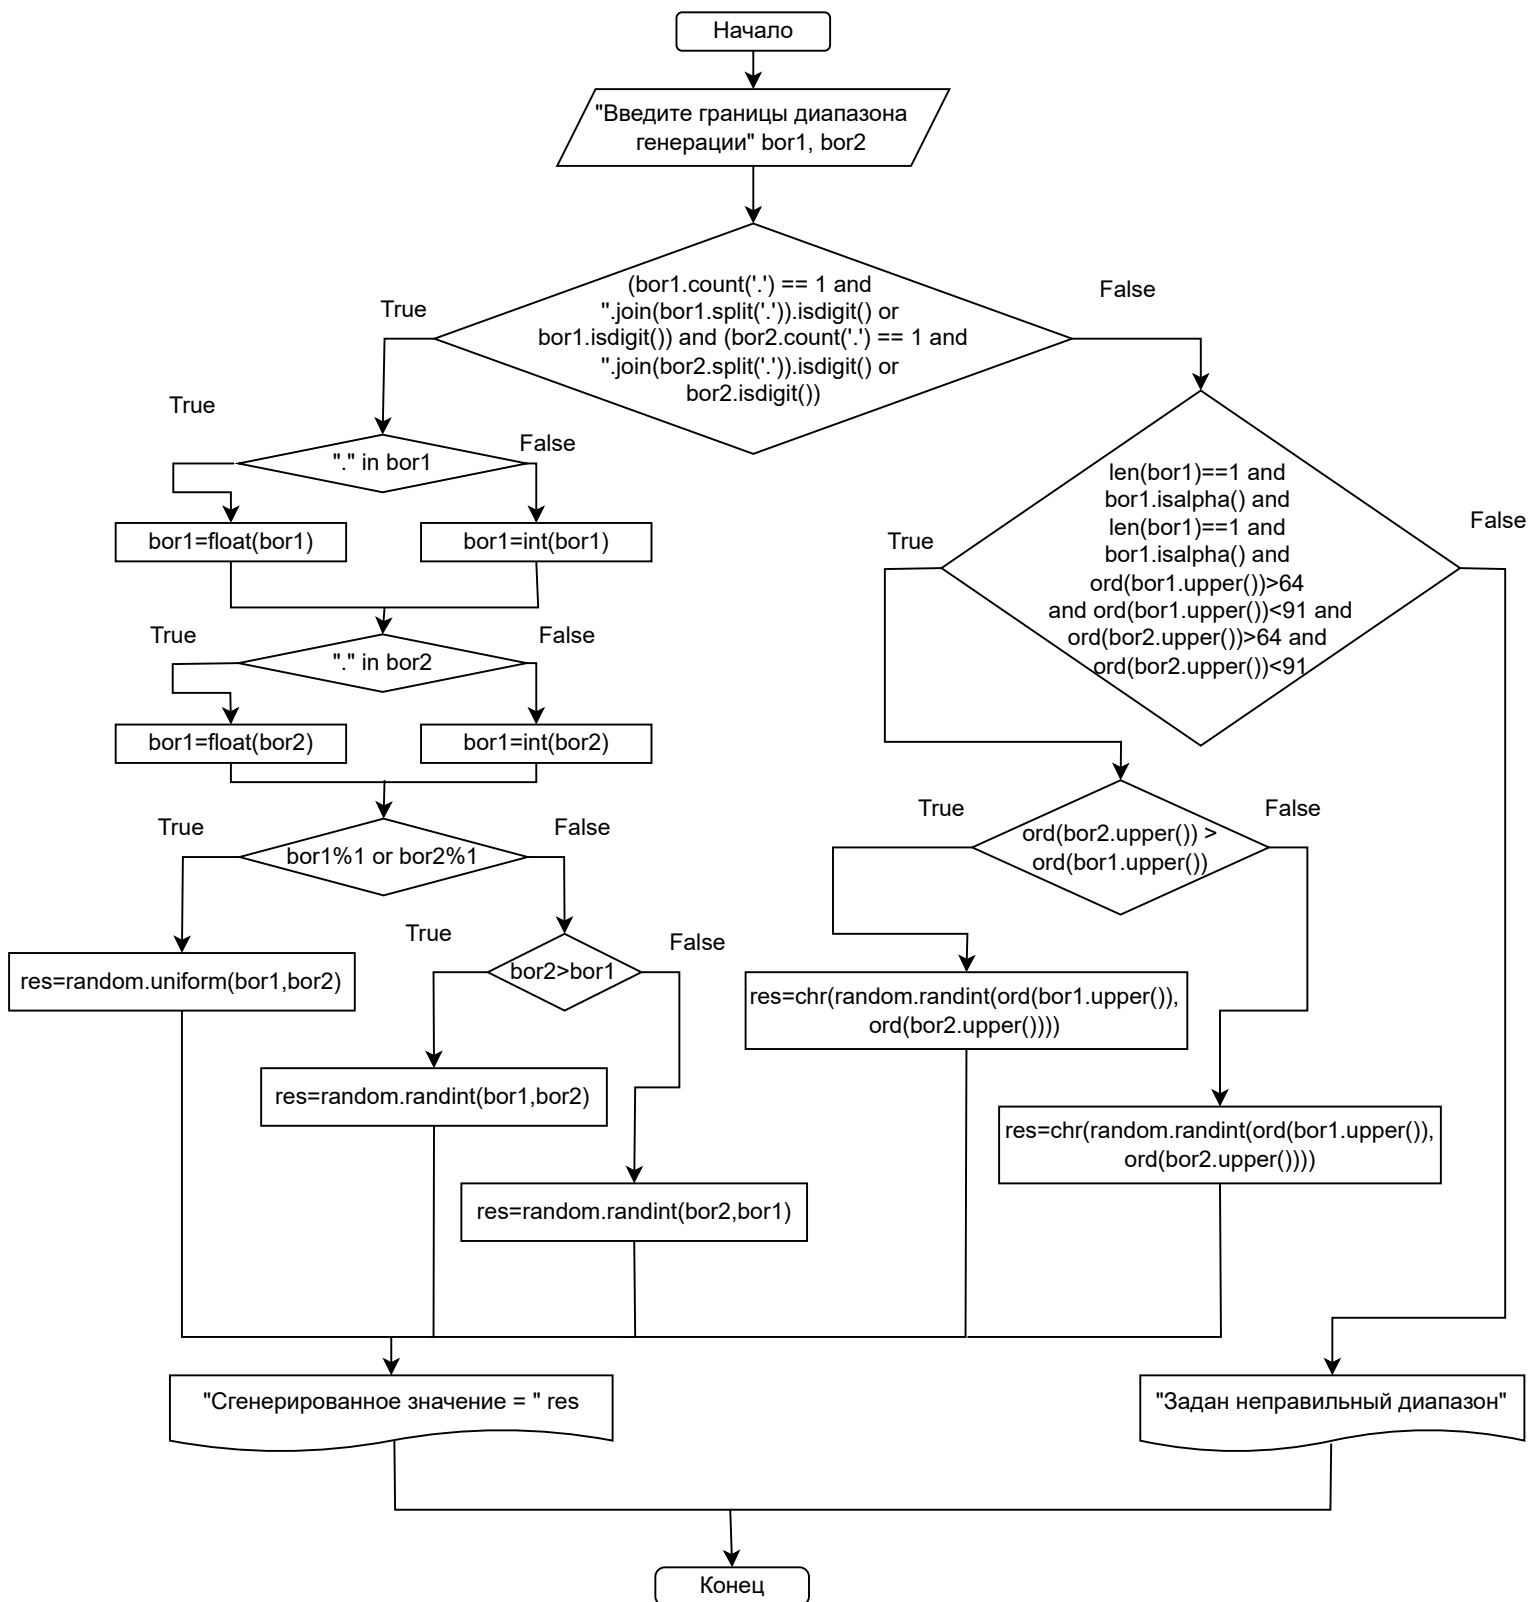 Начало
"Введите границы диапазона
генерации" bor1, bor2
(bor1.count('.') == 1 and
''.join(bor1.split('.')).isdigit() or
bor1.isdigit()) and (bor2.count('.') == 1 and
''.join(bor2.split('.')).isdigit() or
bor2.isdigit())
True
False
True
"." in bor1
False
bor1=float(bor1)
bor1=int(bor1)
True
"." in bor2
False
bor1=float(bor2)
bor1=int(bor2)
True
bor1%1 or bor2%1
False
res=random.uniform(bor1,bor2)
True
bor2>bor1
False
res=random.randint(bor1,bor2)
res=random.randint(bor2,bor1)
len(bor1)==1 and
bor1.isalpha() and
len(bor1)==1 and
bor1.isalpha() and
ord(bor1.upper())>64
and ord(bor1.upper())<91 and
ord(bor2.upper())>64 and
ord(bor2.upper())<91
True
False
True
ord(bor2.upper()) >
ord(bor1.upper())
False
res=chr(random.randint(ord(bor1.upper()),
ord(bor2.upper())))
res=chr(random.randint(ord(bor1.upper()),
ord(bor2.upper())))
"Сгенерированное значение = " res
"Задан неправильный диапазон"
Конец